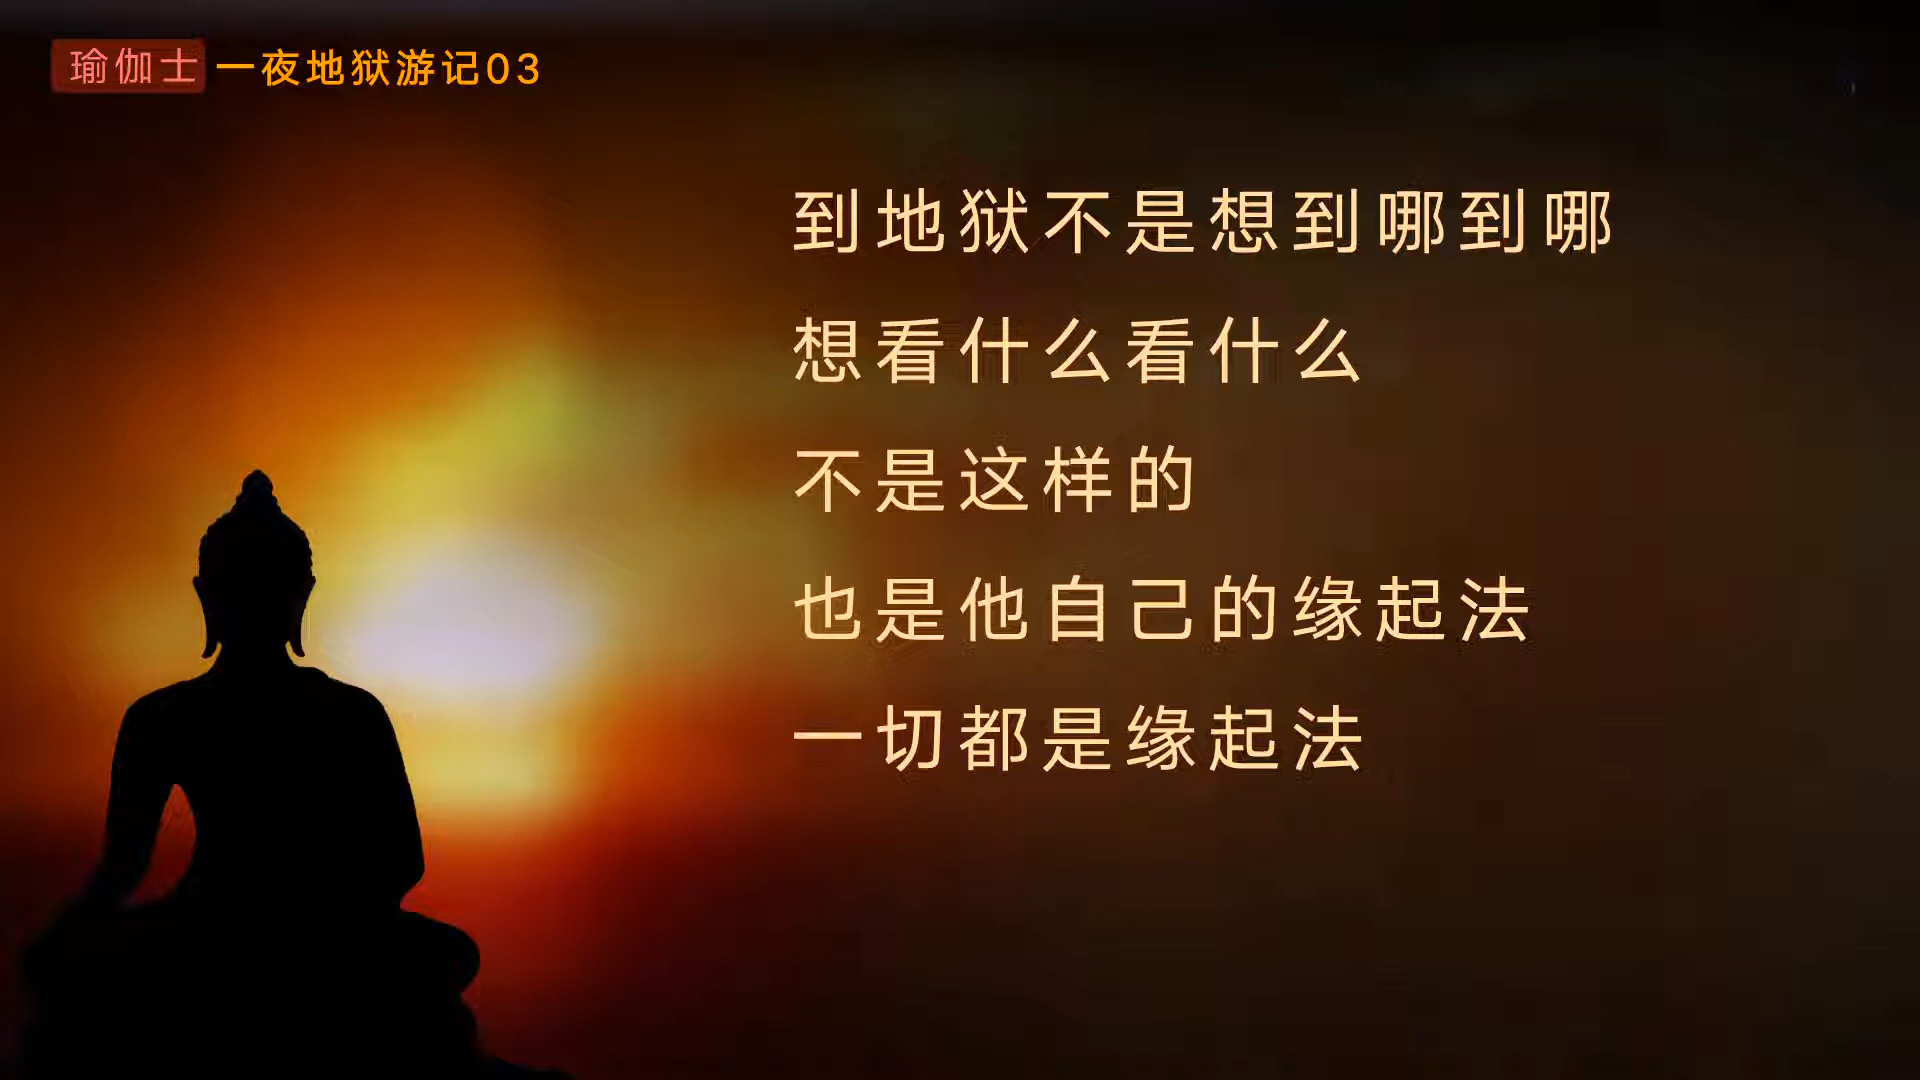 瑜伽士 一夜地狱游记03
到地狱不是想到哪到哪
想看什么看什么
不是这样的
也是他自己的缘起法
一切都是缘起法